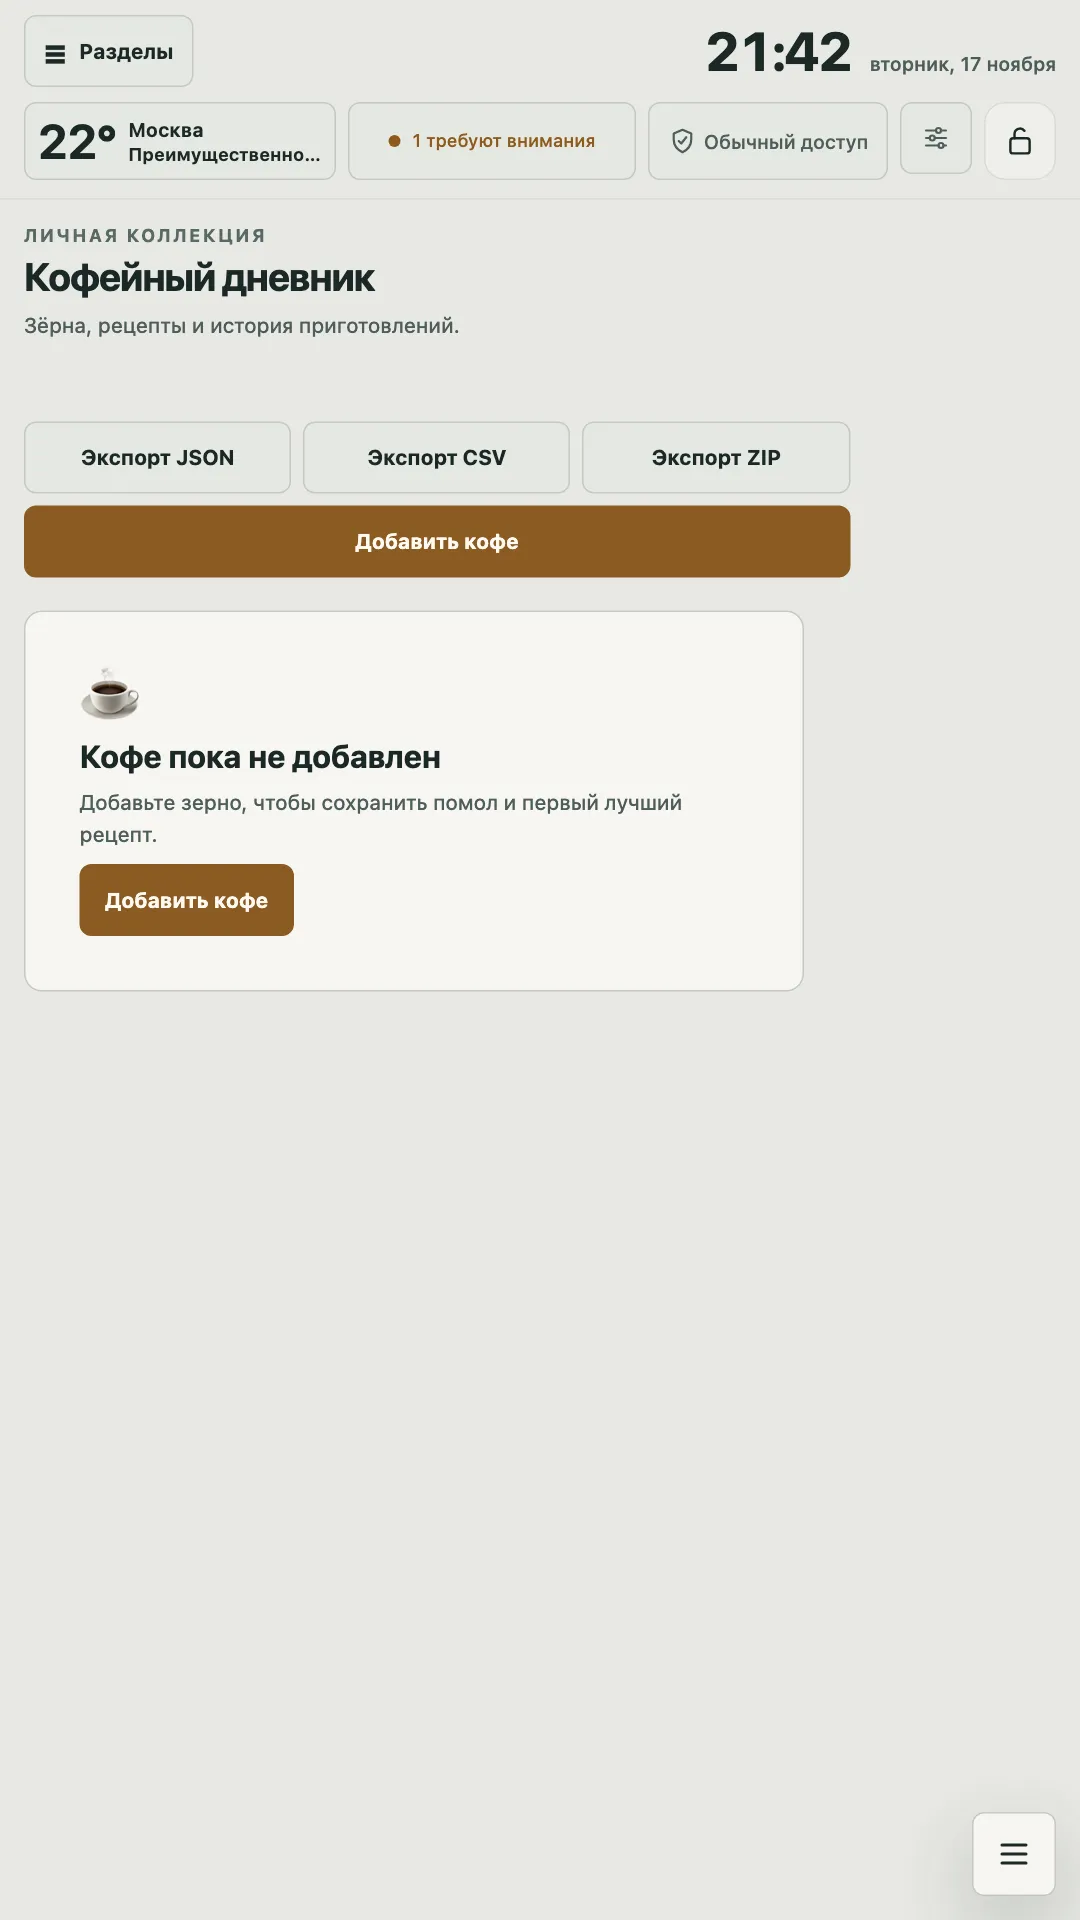 Разделы
21:42 вторник, 17 ноября
22° Москва
Преимущественно...
1 требуют внимания
Обычный доступ
ЛИЧНАЯ КОЛЛЕКЦИЯ
Кофейный дневник
Зёрна, рецепты и история приготовлений.
Экспорт JSON
Экспорт CSV
Экспорт ZIP
Добавить кофе
Кофе пока не добавлен
Добавьте зерно, чтобы сохранить помол и первый лучший
рецепт.
Добавить кофе